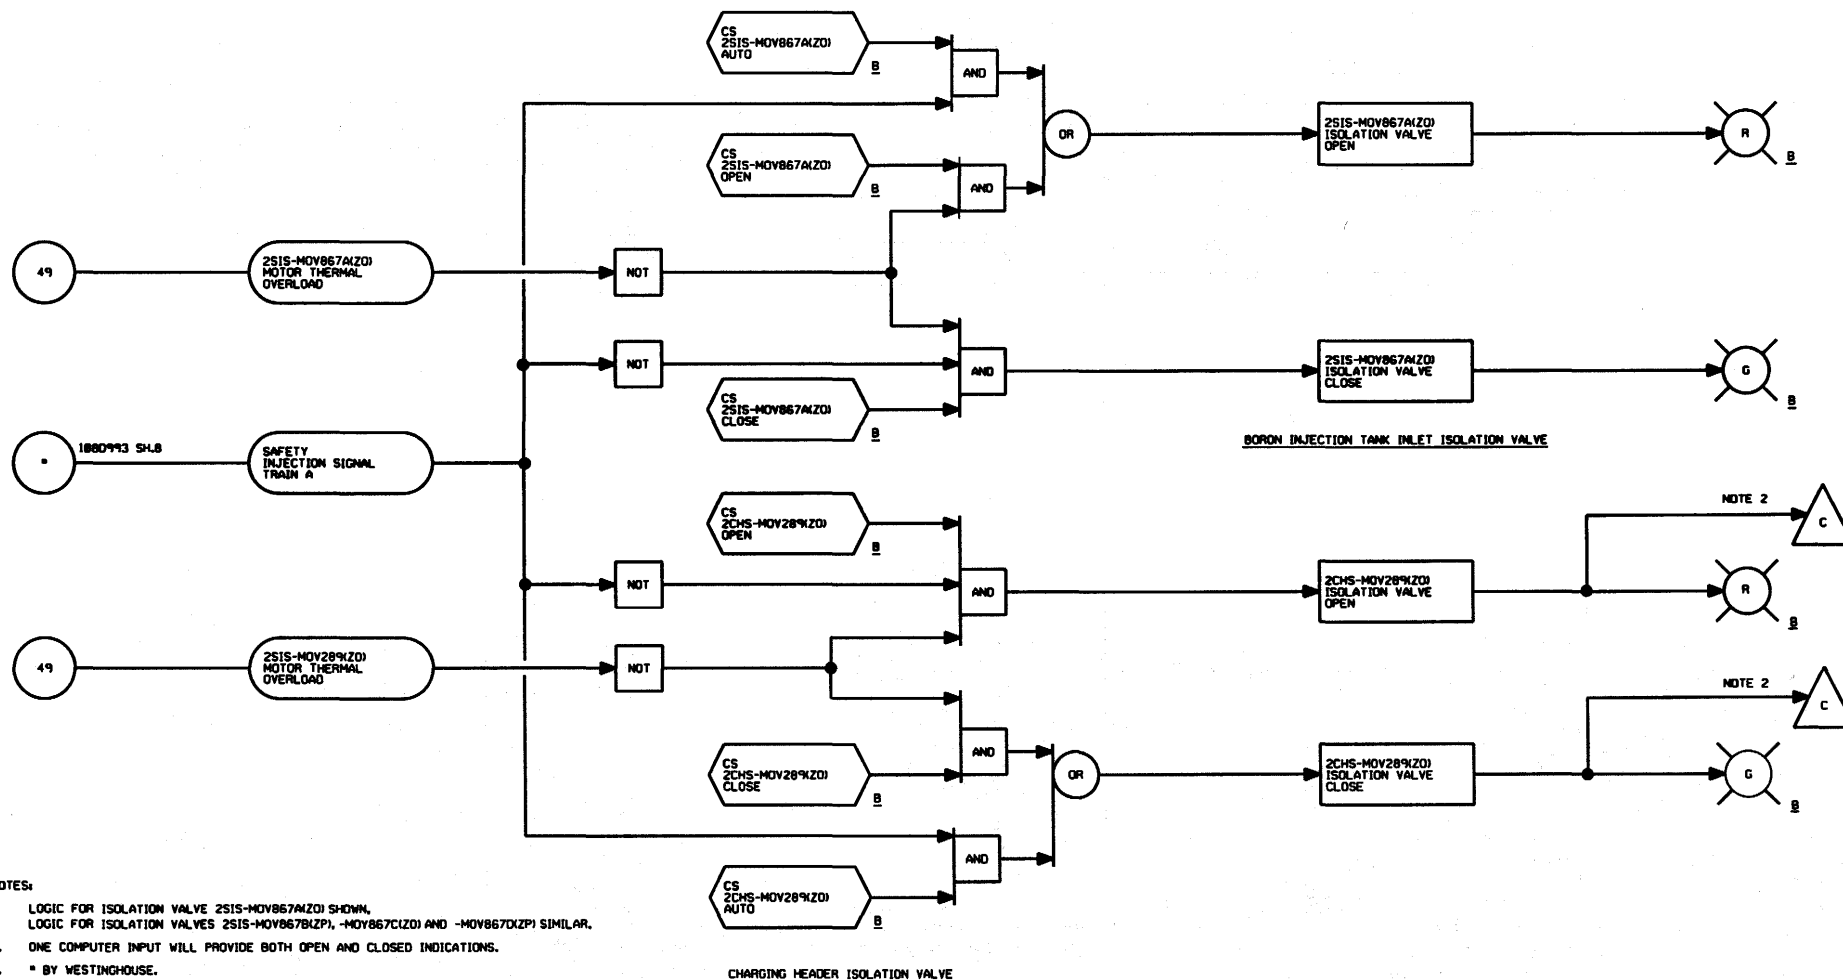 CS
2SIS-MOV867A(ZO)
AUTO
B
AND
CS
2SIS-MOV867A(ZO)
OPEN
B
AND
OR
2SIS-MOV867A(ZO)
ISOLATION VALVE
OPEN
R
B
49
2SIS-MOV867A(ZO)
MOTOR THERMAL
OVERLOAD
NOT
NOT
CS
2SIS-MOV867A(ZO)
CLOSE
B
AND
2SIS-MOV867A(ZO)
ISOLATION VALVE
CLOSE
G
B
BORON INJECTION TANK INLET ISOLATION VALVE
*
108D993 SH.8
SAFETY
INJECTION SIGNAL
TRAIN A
CS
2CHS-MOV289(ZO)
OPEN
B
NOT
AND
2CHS-MOV289(ZO)
ISOLATION VALVE
OPEN
NOTE 2
C
R
B
49
2SIS-MOV289(ZO)
MOTOR THERMAL
OVERLOAD
NOT
CS
2CHS-MOV289(ZO)
CLOSE
B
AND
OR
2CHS-MOV289(ZO)
ISOLATION VALVE
CLOSE
NOTE 2
C
G
B
AND
CS
2CHS-MOV289(ZO)
AUTO
B
CHARGING HEADER ISOLATION VALVE
OTES:
LOGIC FOR ISOLATION VALVE 2SIS-MOV867A(ZO) SHOWN.
LOGIC FOR ISOLATION VALVES 2SIS-MOV867B(ZP), -MOV867C(ZO) AND -MOV867D(ZP) SIMILAR.
. ONE COMPUTER INPUT WILL PROVIDE BOTH OPEN AND CLOSED INDICATIONS.
. * BY WESTINGHOUSE.